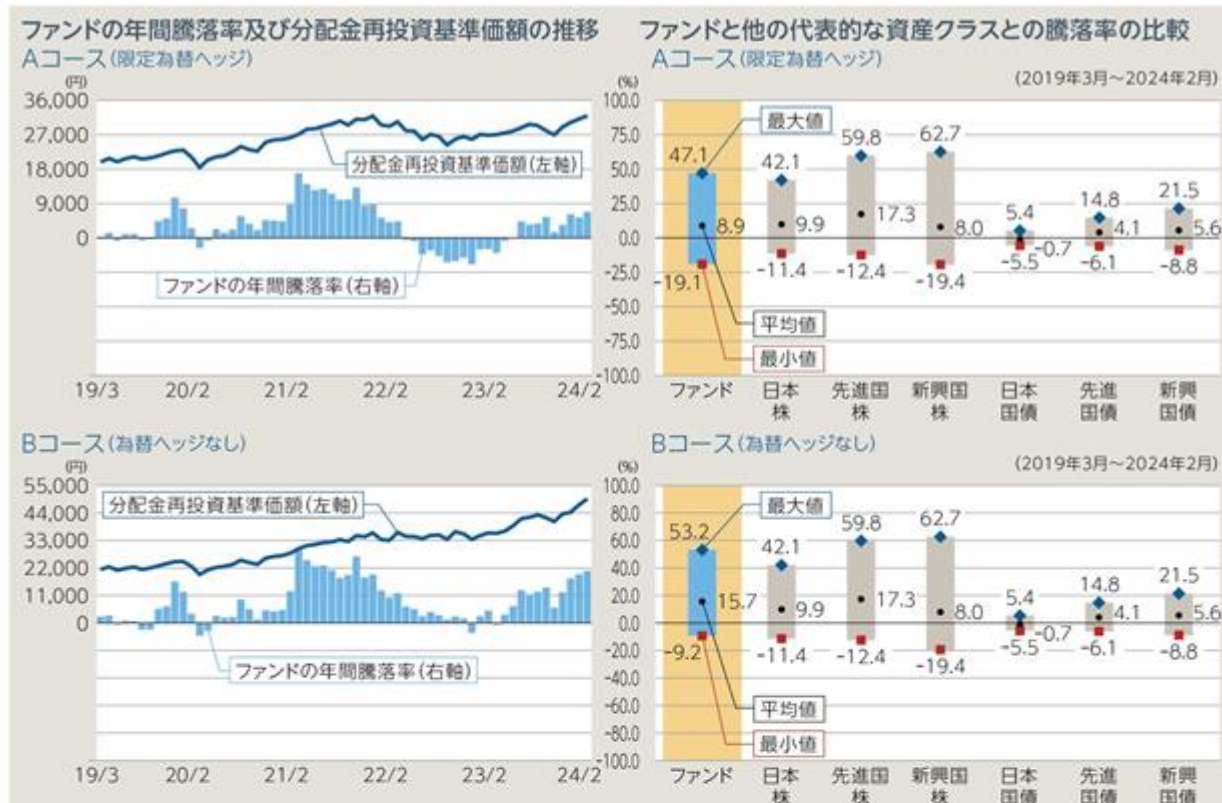 ファンドの年間騰落率及び分配金再投資基準価額の推移
Aコース(限定為替ヘッジ)
(円)
(%)
36,000
27,000
18,000
9,000
0
100.0
75.0
50.0
25.0
0.0
-25.0
-50.0
-75.0
-100.0
分配金再投資基準価額(左軸)
ファンドの年間騰落率(右軸)
19/3 20/2 21/2 22/2 23/2 24/2
ファンドと他の代表的な資産クラスとの騰落率の比較
Aコース(限定為替ヘッジ)
(2019年3月~2024年2月)
最大値
47.1 42.1 59.8 62.7 5.4 14.8 21.5
8.9 9.9 17.3 8.0 -0.7 4.1 5.6
-19.1 -11.4 -12.4 -19.4 -5.5 -6.1 -8.8
平均値
最小値
ファンド 日本株 先進国株 新興国株 日本国債 先進国債 新興国債
Bコース(為替ヘッジなし)
(円)
(%)
55,000
44,000
33,000
22,000
11,000
0
100.0
80.0
60.0
40.0
20.0
0.0
-20.0
-40.0
-60.0
-80.0
-100.0
分配金再投資基準価額(左軸)
ファンドの年間騰落率(右軸)
19/3 20/2 21/2 22/2 23/2 24/2
Bコース(為替ヘッジなし)
(2019年3月~2024年2月)
最大値
53.2 42.1 59.8 62.7 5.4 14.8 21.5
15.7 9.9 17.3 8.0 -0.7 4.1 5.6
-9.2 -11.4 -12.4 -19.4 -5.5 -6.1 -8.8
平均値
最小値
ファンド 日本株 先進国株 新興国株 日本国債 先進国債 新興国債